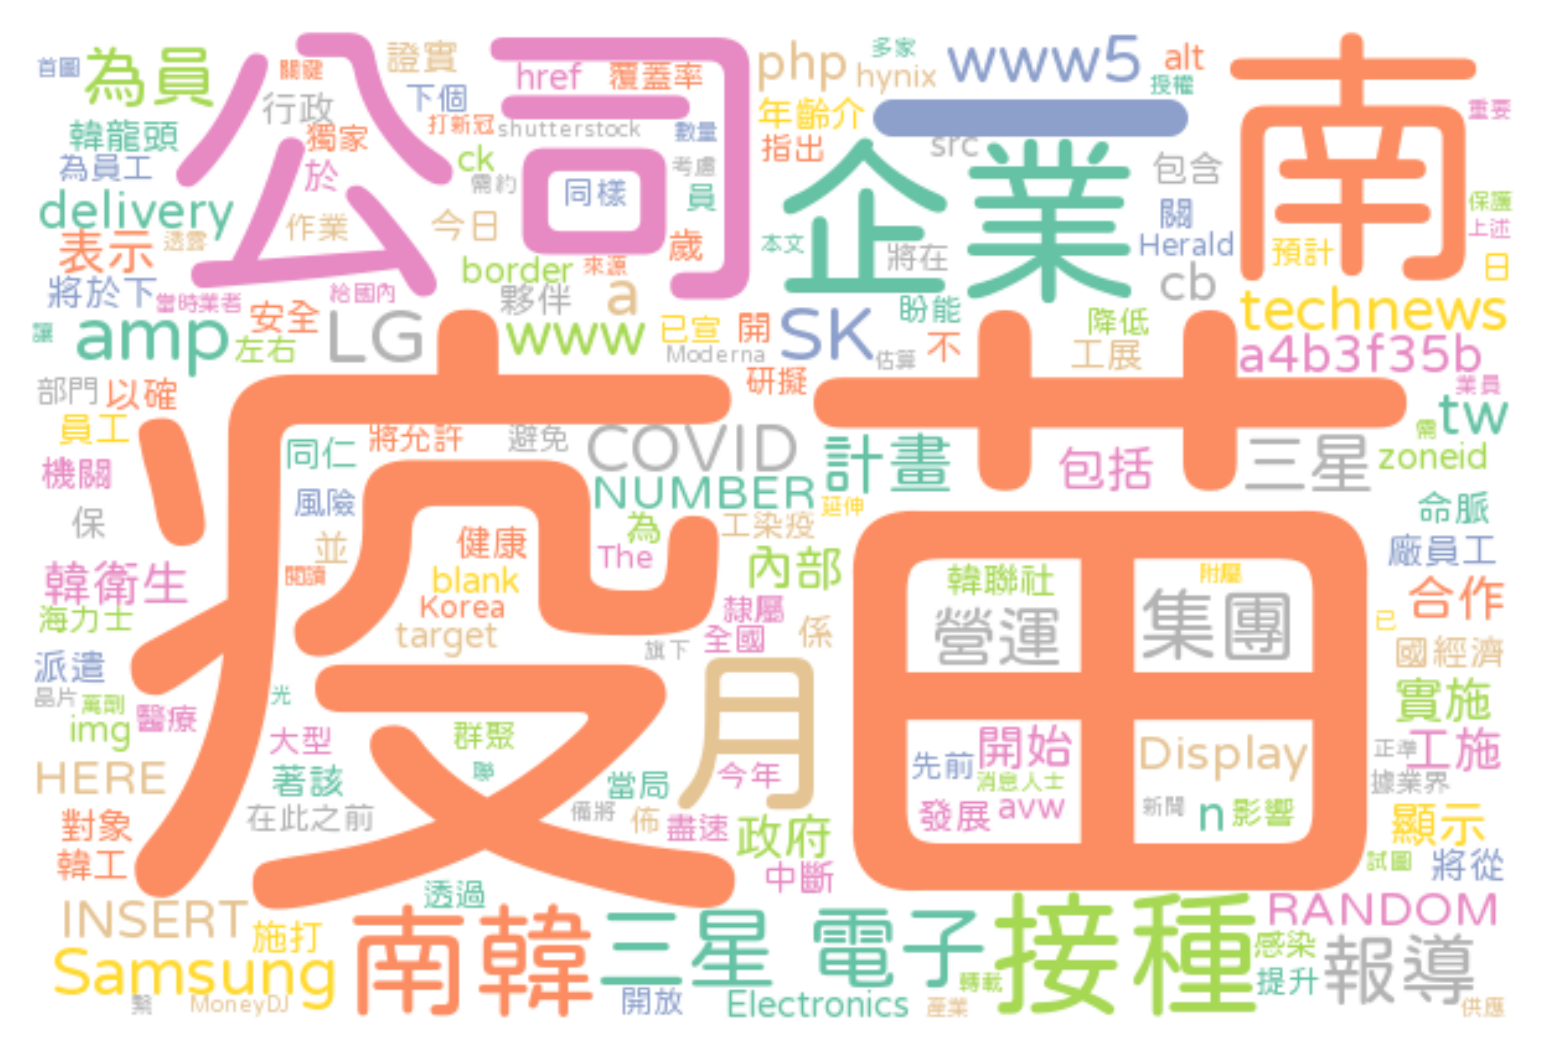 首圖 為員 關鍵 證實 公司 href 覆蓋率 php 多家 hynix www5 alt 授權 南
韓龍頭 行政 下個 打新冠 shutterstock 數量 年齡介 一 重要
為員工 獨家 於 ck 需約 考慮 指出 src 企業 包含
delivery 作業 今日 同樣 員 本文 關 保護
表示 透露 border 來源 歲 將在 Herald 預計 上述
將於下 當時業者 給國內 夥伴 a 盼能 cb 日
讓 amp 安全 左右 LG www 已宣 開 SK 不 降低 technews
Moderna 估算 工展 a4b3f35b
部門 以確 疫苗 研擬 業員
員工 同仁 將允許 避免 COVID 計畫 包括 三星 需 tw
機關 風險 NUMBER 延伸 zoneid
保 並 健康 為 工染疫 命脈
韓衛生 閱讀 blank The 內部 韓聯社 附屬 廠員工
海力士 Korea 隸屬 營運 集團 合作
派遣 target 旗下 全國 係 已 國經濟
晶片 萬劑 光 月 實施
img 醫療 大型 群聚 先前 開始 Display 正準 工施
HERE 著該 聯 當局 今年 消息人士 據業界
對象 在此之前 備將 佈 盡速 政府 發展 avw 新聞 n 影響 顯示
韓工 透過 中斷 試圖 將從
INSERT 施打 南韓 三星 電子 接種 RANDOM
Samsung 感染 報導
繫 MoneyDJ 開放 Electronics 轉載 產業 提升 供應